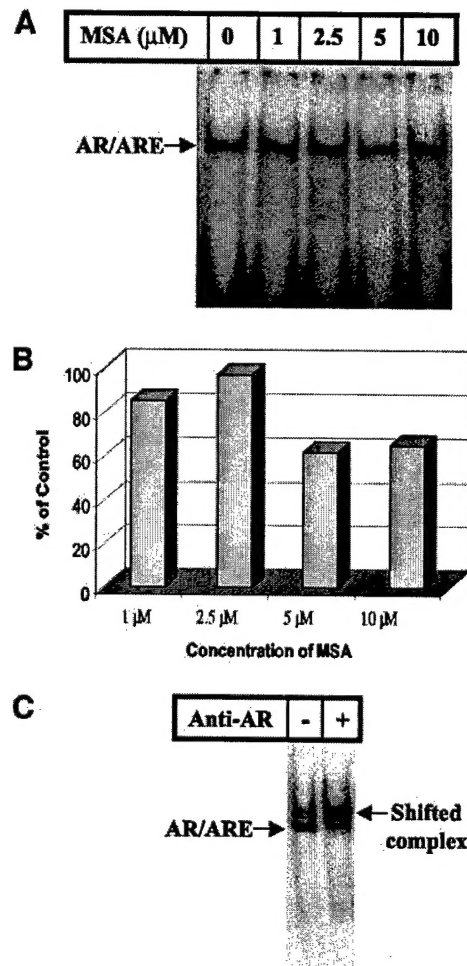 A
MSA (µM) 0 1 2.5 5 10
AR/ARE
B
100
80
60
40
20
0
% of Control
1 µM 2.5 µM 5 µM 10 µM
Concentration of MSA
C
Anti-AR - +
AR/ARE
Shifted
complex